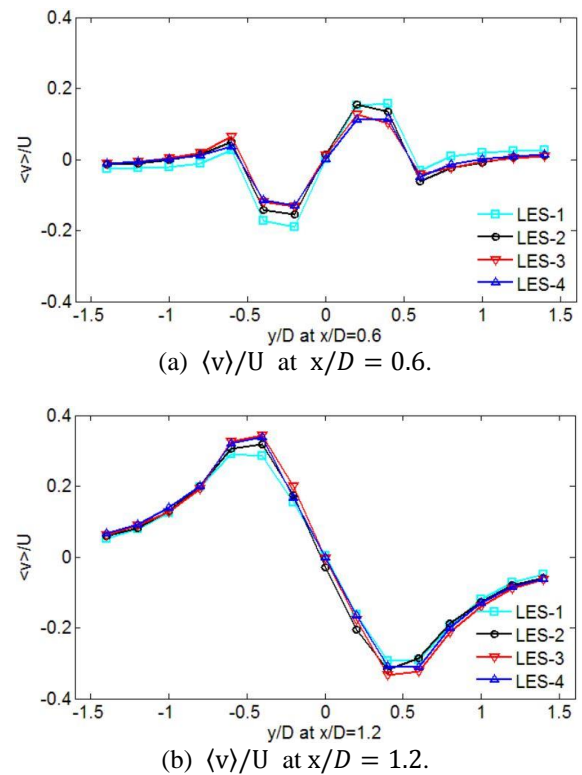 0.4
0.2
0
-0.2
-0.4
<v>/U
LES-1
LES-2
LES-3
LES-4
-1.5 -1 -0.5 0 0.5 1 1.5
y/D at x/D=0.6
(a) ⟨v⟩/U at x/D = 0.6.
0.4
0.2
0
-0.2
-0.4
<v>/U
LES-1
LES-2
LES-3
LES-4
-1.5 -1 -0.5 0 0.5 1 1.5
y/D at x/D=1.2
(b) ⟨v⟩/U at x/D = 1.2.